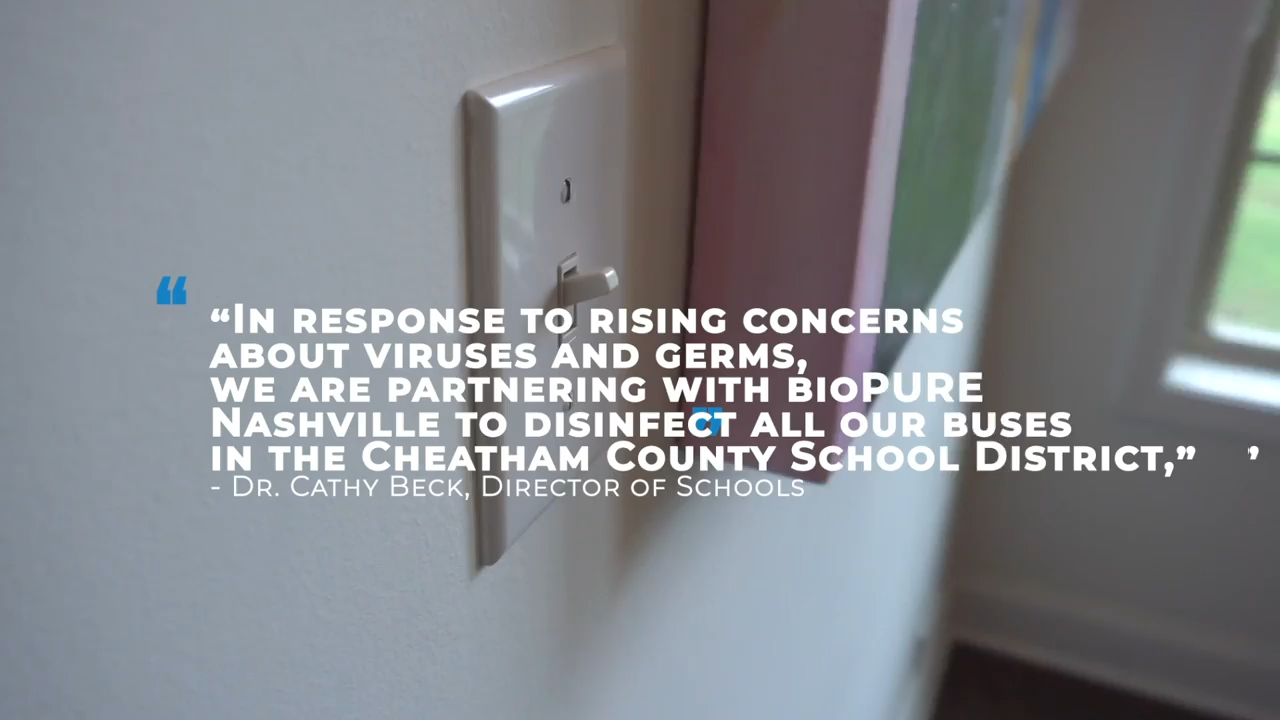 ❝
“In response to rising concerns
about viruses and germs,
we are partnering with bioPURE
Nashville to disinfect all our buses
in the Cheatham County School District,” ’
❞
- Dr. Cathy Beck, Director of Schools